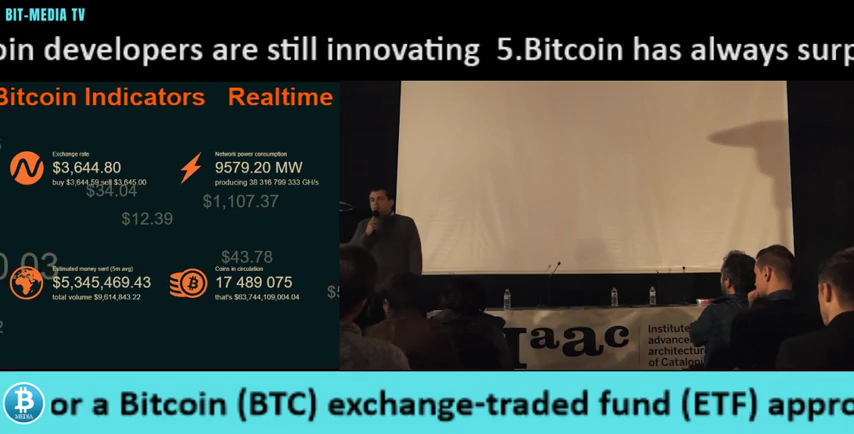 BIT-MEDIA TV
oin developers are still innovating 5.Bitcoin has always surp
Bitcoin Indicators Realtime
Exchange rate
$3,644.80
buy $3,644.59 sell $3,645.00
Network power consumption
9579.20 MW
producing 38 316 799 333 GH/s
$34.04
$1,107.37
$12.39
0.03
$43.78
Estimated money sent (5m avg)
$5,345,469.43
total volume $9,614,843.22
Coins in circulation
17 489 075
that's $63,744,109,004.04
Iaac
Institute
advanced
architectur
of Cataloni
MEDIA
or a Bitcoin (BTC) exchange-traded fund (ETF) appro